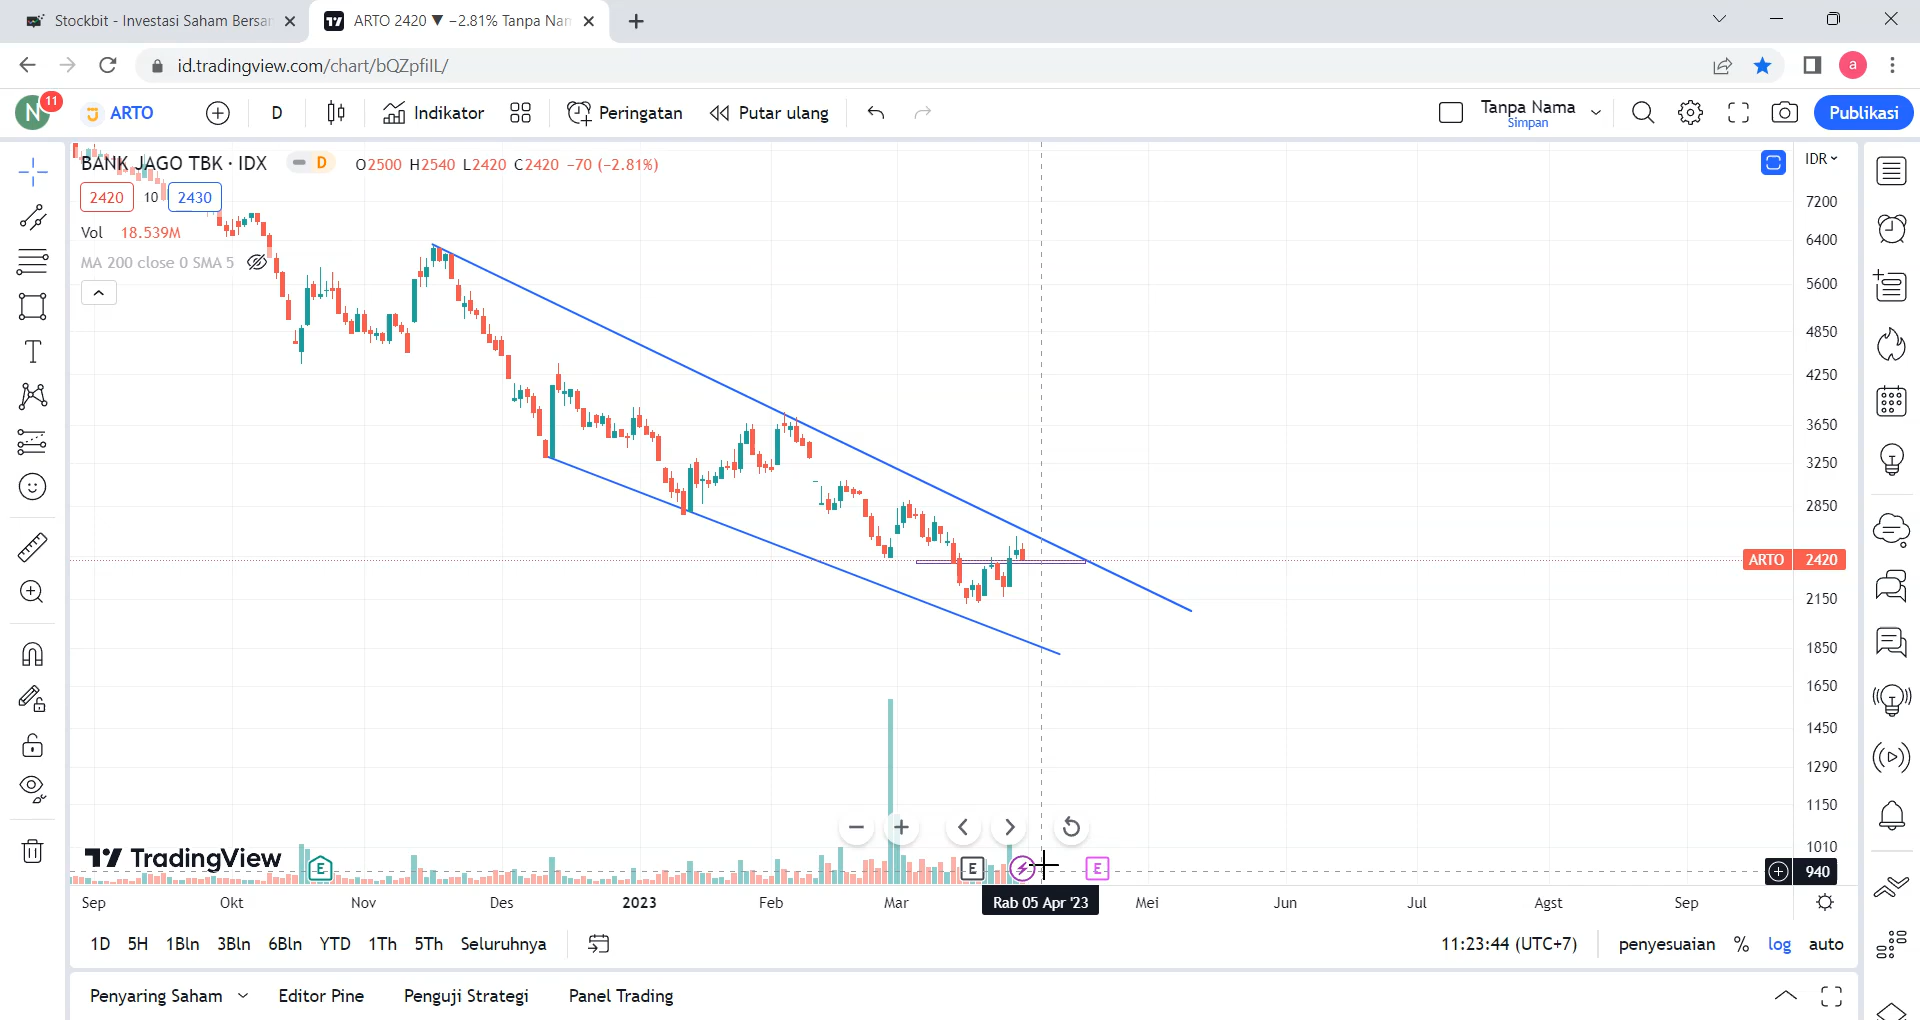 Stockbit - Investasi Saham Bersar
ARTO 2420 ▼ −2.81% Tanpa Nam
id.tradingview.com/chart/bQZpfiIL/
a
N
11
ARTO
D
Indikator
Peringatan
Putar ulang
Tanpa Nama
Simpan
Publikasi
BANK JAGO TBK · IDX
D
O2500 H2540 L2420 C2420 −70 (−2.81%)
IDR
2420
10
2430
Vol 18.539M
MA 200 close 0 SMA 5
7200
6400
5600
4850
4250
3650
3250
2850
ARTO 2420
2150
1850
1650
1450
1290
1150
1010
940
TradingView
E
E
E
Sep
Okt
Nov
Des
2023
Feb
Mar
Rab 05 Apr '23
Mei
Jun
Jul
Agst
Sep
1D 5H 1Bln 3Bln 6Bln YTD 1Th 5Th Seluruhnya
11:23:44 (UTC+7)
penyesuaian % log auto
Penyaring Saham
Editor Pine
Penguji Strategi
Panel Trading